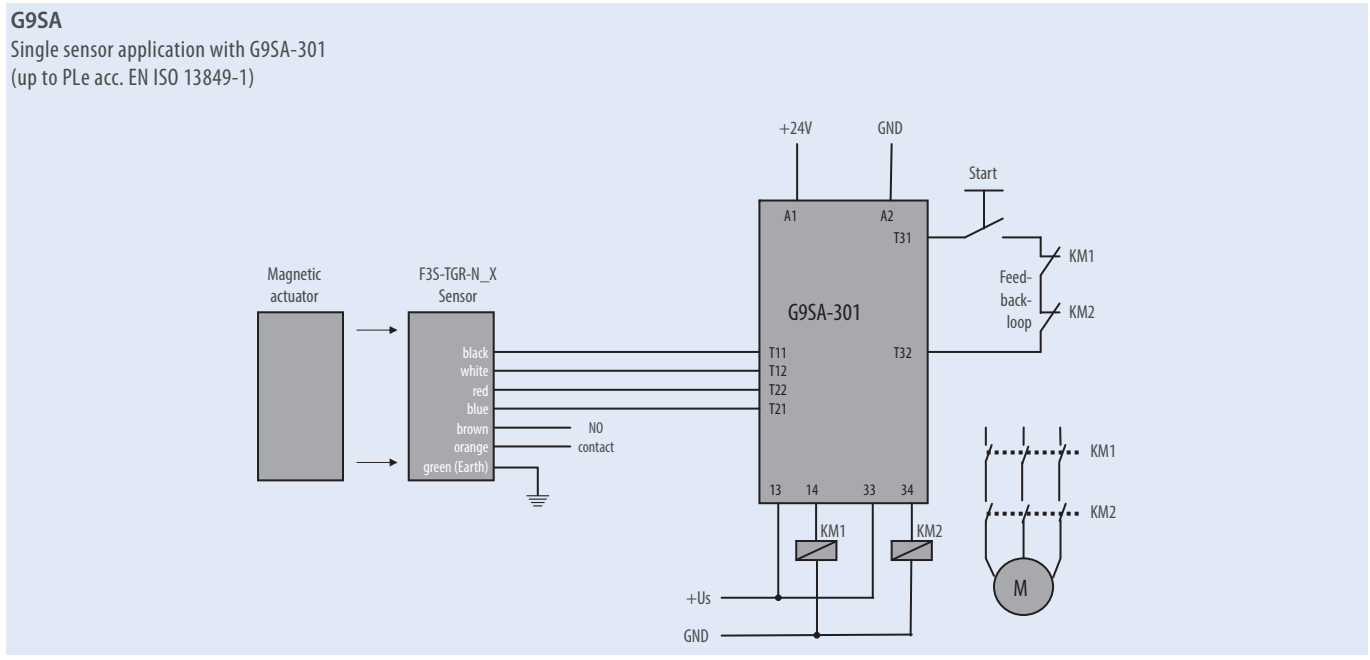 G9SA
Single sensor application with G9SA-301
(up to PLe acc. EN ISO 13849-1)
+24V
GND
Start
A1
A2
T31
KM1
Magnetic
actuator
F3S-TGR-N_X
Sensor
Feed-
back-
loop
KM2
G9SA-301
black
T11
T32
white
T12
red
T22
blue
T21
brown
NO
orange
contact
green (Earth)
KM1
13
14
33
34
KM2
KM1
KM2
M
+Us
GND